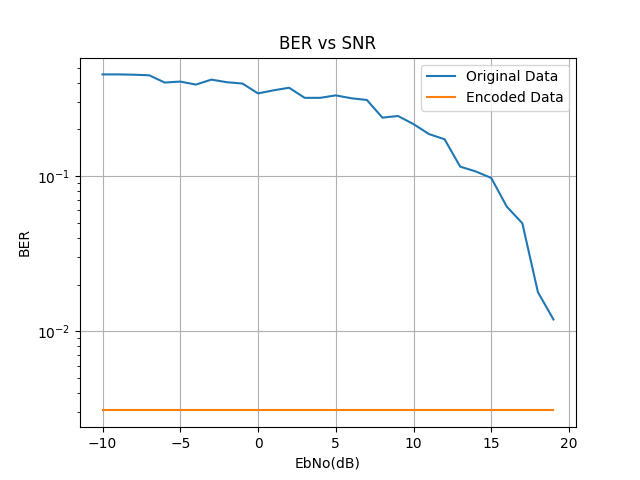 BER vs SNR
Original Data
Encoded Data
10⁻¹
10⁻²
BER
−10 −5 0 5 10 15 20
EbNo(dB)